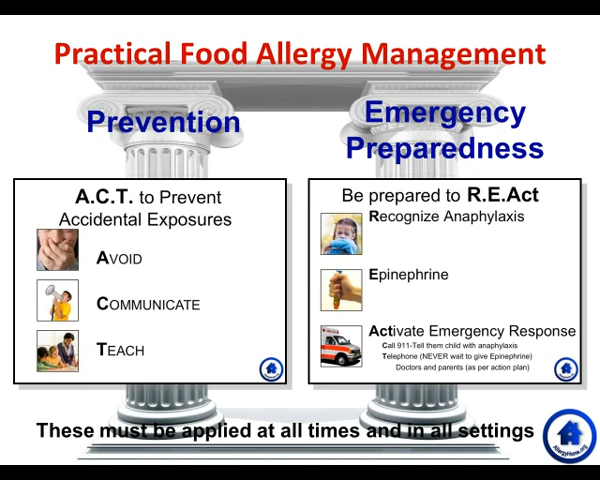 Practical Food Allergy Management
Prevention
Emergency
Preparedness
A.C.T. to Prevent
Accidental Exposures
AVOID
COMMUNICATE
TEACH
Be prepared to R.E.Act
Recognize Anaphylaxis
Epinephrine
Activate Emergency Response
Call 911-Tell them child with anaphylaxis
Telephone (NEVER wait to give Epinephrine)
Doctors and parents (as per action plan)
These must be applied at all times and in all settings
AllergyHome.org